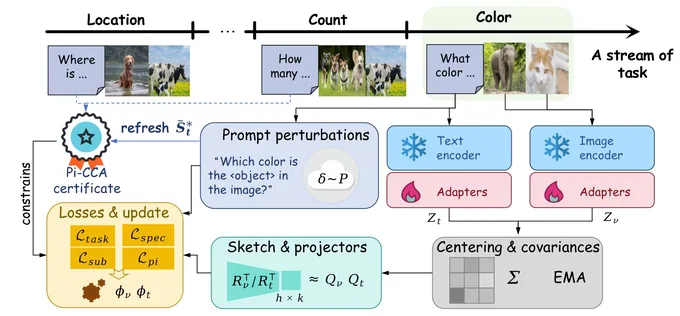 Location
...
Count
Color
A stream of
task
Where
is ...
How
many ...
What
color ...
refresh S̄ₜ*
Pi-CCA
certificate
constrains
Prompt perturbations
“Which color is
the <object> in
the image?”
δ~P
Text
encoder
Image
encoder
Adapters
Adapters
Zₜ
Zᵥ
Losses & update
ℒtask
ℒspec
ℒsub
ℒpi
ϕᵥ ϕₜ
Sketch & projectors
Rᵥ⊤/Rₜ⊤
h × k
≈ Qᵥ Qₜ
Centering & covariances
Σ
EMA